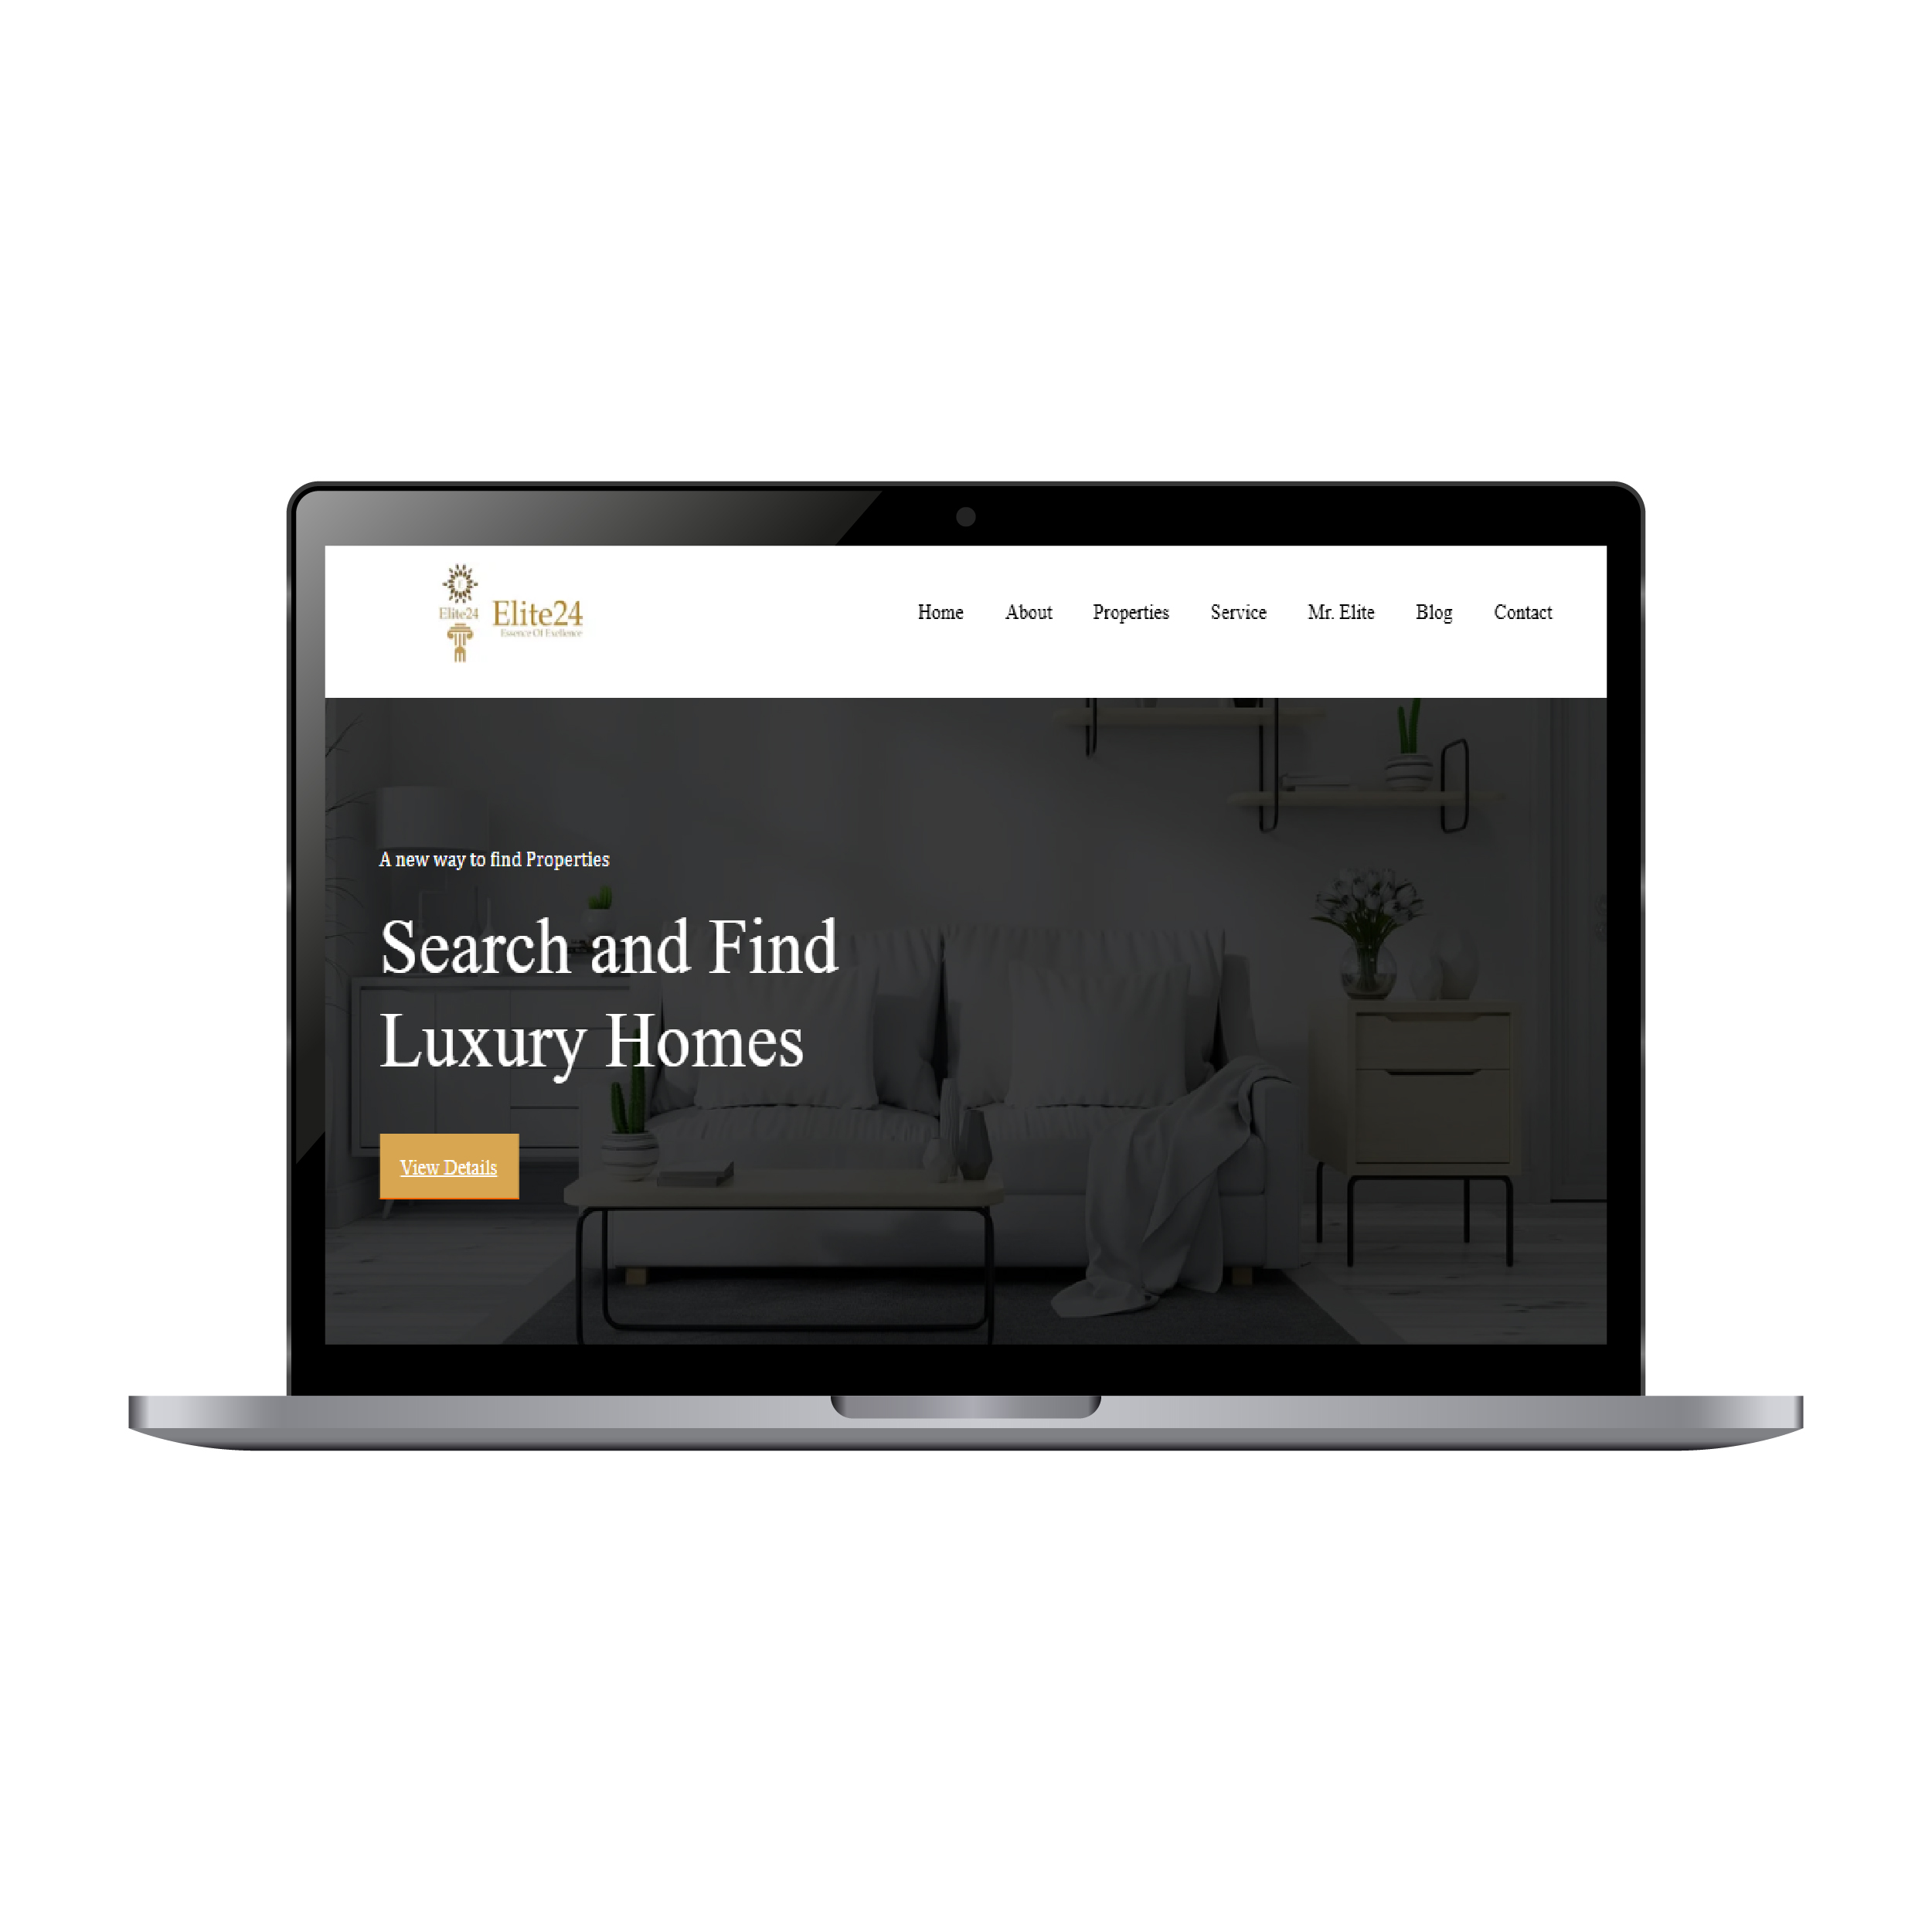 Elite24
Elite24
Essence Of Exellence
Home About Properties Service Mr. Elite Blog Contact
A new way to find Properties
Search and Find
Luxury Homes
View Details